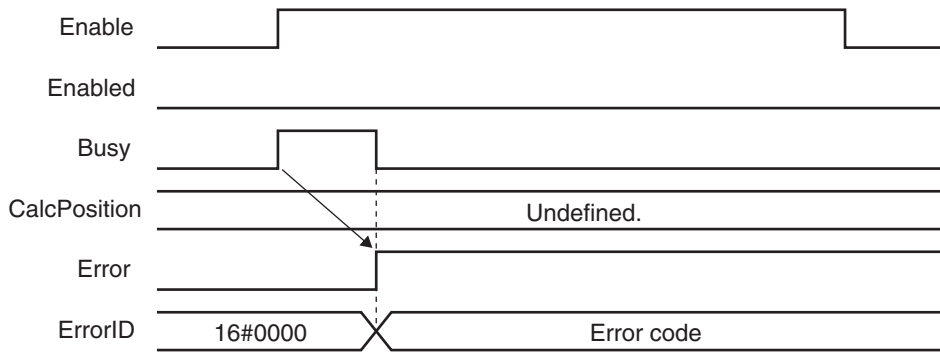 Enable
Enabled
Busy
CalcPosition
Undefined.
Error
ErrorID
16#0000
Error code